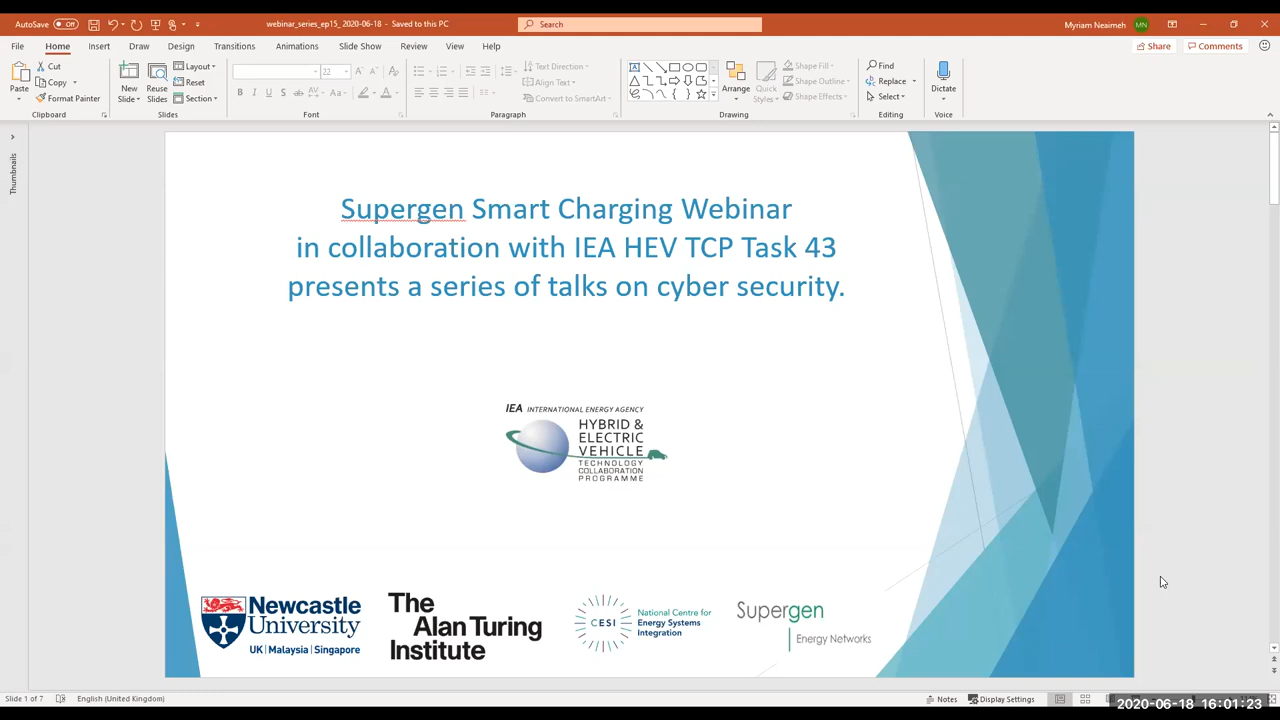 AutoSave
Off
webinar_series_ep15_ 2020-06-18 - Saved to this PC
Search
Myriam Neaimeh
MN
File
Home
Insert
Draw
Design
Transitions
Animations
Slide Show
Review
View
Help
Share
Comments
Paste
Cut
Copy
Format Painter
Clipboard
New
Slides
Reuse
Slides
Layout
Reset
Section
Slides
22
Font
Text Direction
Align Text
Convert to SmartArt
Paragraph
Arrange
Quick
Styles
Shape Fill
Shape Outline
Shape Effects
Drawing
Find
Replace
Select
Editing
Dictate
Voice
Thumbnails
Supergen Smart Charging Webinar
in collaboration with IEA HEV TCP Task 43
presents a series of talks on cyber security.
IEA INTERNATIONAL ENERGY AGENCY
HYBRID &
ELECTRIC
VEHICLE
TECHNOLOGY
COLLABORATION
PROGRAMME
Newcastle
University
UK | Malaysia | Singapore
The
Alan Turing
Institute
CESI
National Centre for
Energy Systems
Integration
Supergen
Energy Networks
Slide 1 of 7
English (United Kingdom)
Notes
Display Settings
2020-06-18 16:01:23